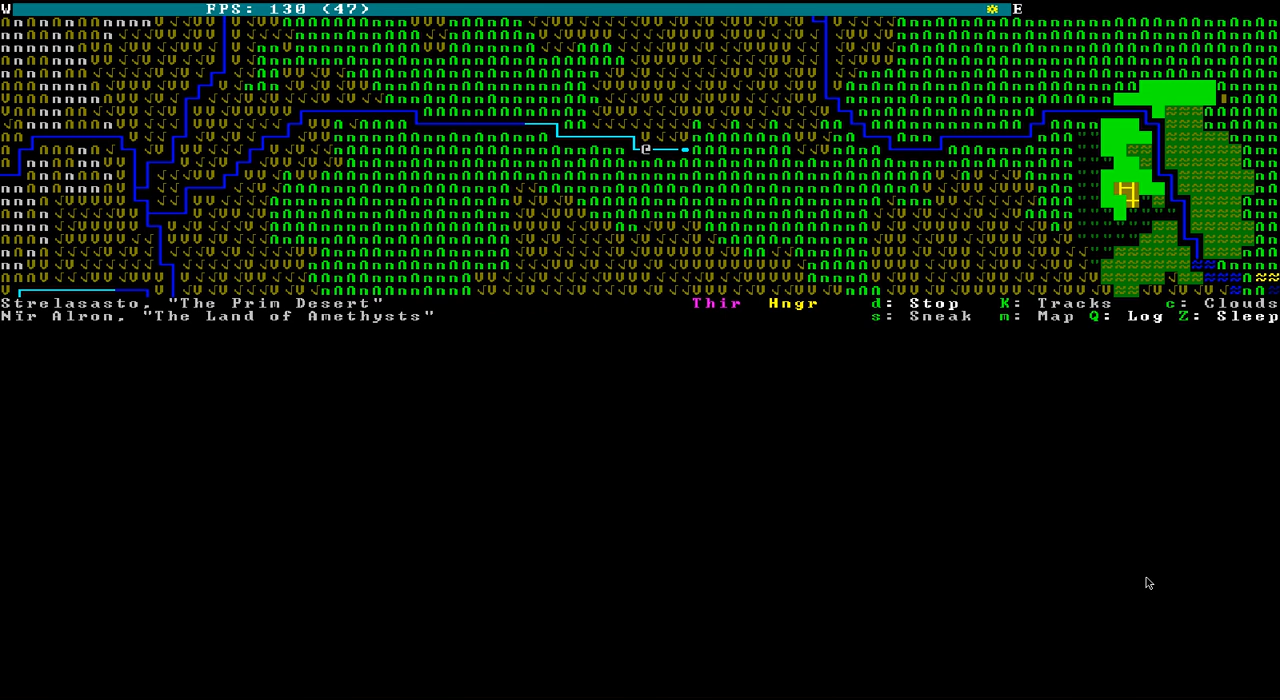 W FPS: 130 (47) E
Strelasasto, "The Prim Desert" Thir Hngr d: Stop K: Tracks c: Clouds
Nïr Alron, "The Land of Amethysts" s: Sneak m: Map Q: Log Z: Sleep